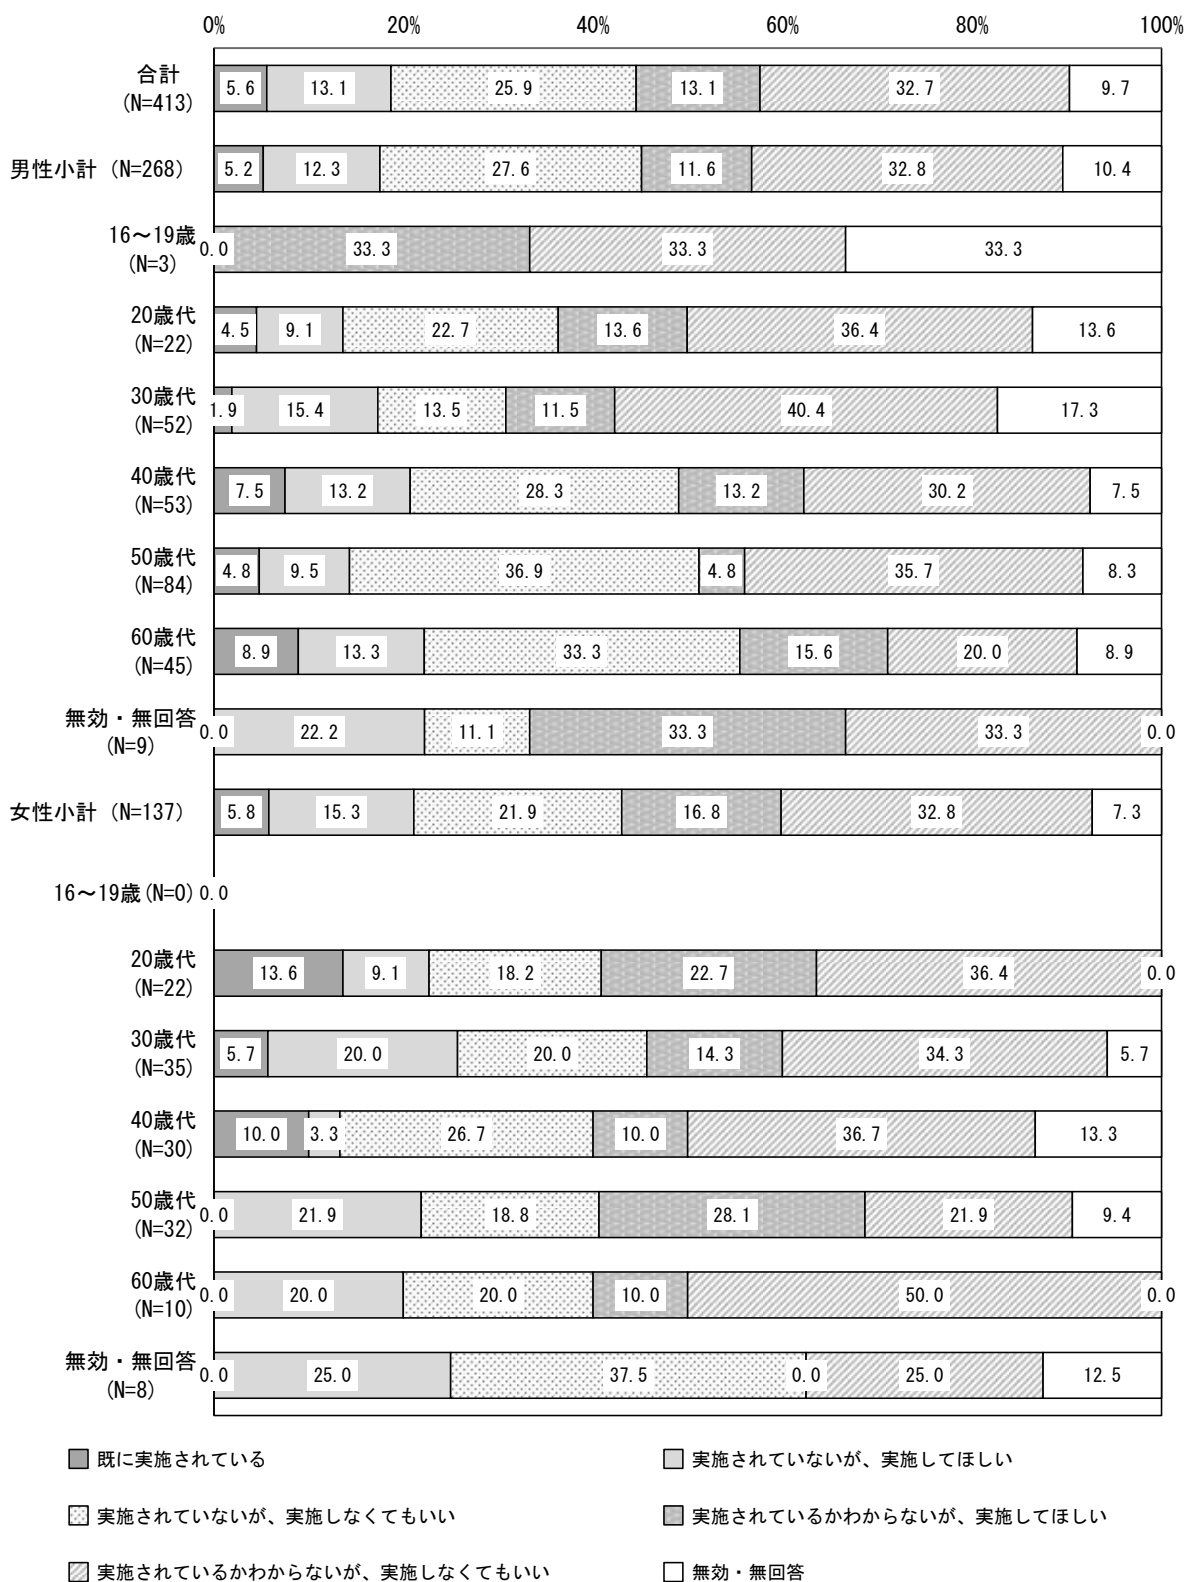 0% 20% 40% 60% 80% 100%
合計
(N=413)
5.6 13.1 25.9 13.1 32.7 9.7
男性小計 (N=268)
5.2 12.3 27.6 11.6 32.8 10.4
16～19歳
(N=3)
0.0 33.3 33.3 33.3
20歳代
(N=22)
4.5 9.1 22.7 13.6 36.4 13.6
30歳代
(N=52)
1.9 15.4 13.5 11.5 40.4 17.3
40歳代
(N=53)
7.5 13.2 28.3 13.2 30.2 7.5
50歳代
(N=84)
4.8 9.5 36.9 4.8 35.7 8.3
60歳代
(N=45)
8.9 13.3 33.3 15.6 20.0 8.9
無効・無回答
(N=9)
0.0 22.2 11.1 33.3 33.3 0.0
女性小計 (N=137)
5.8 15.3 21.9 16.8 32.8 7.3
16～19歳(N=0) 0.0
20歳代
(N=22)
13.6 9.1 18.2 22.7 36.4 0.0
30歳代
(N=35)
5.7 20.0 20.0 14.3 34.3 5.7
40歳代
(N=30)
10.0 3.3 26.7 10.0 36.7 13.3
50歳代
(N=32)
0.0 21.9 18.8 28.1 21.9 9.4
60歳代
(N=10)
0.0 20.0 20.0 10.0 50.0 0.0
無効・無回答
(N=8)
0.0 25.0 37.5 0.0 25.0 12.5
既に実施されている
実施されていないが、実施してほしい
実施されていないが、実施しなくてもいい
実施されているかわからないが、実施してほしい
実施されているかわからないが、実施しなくてもいい
無効・無回答